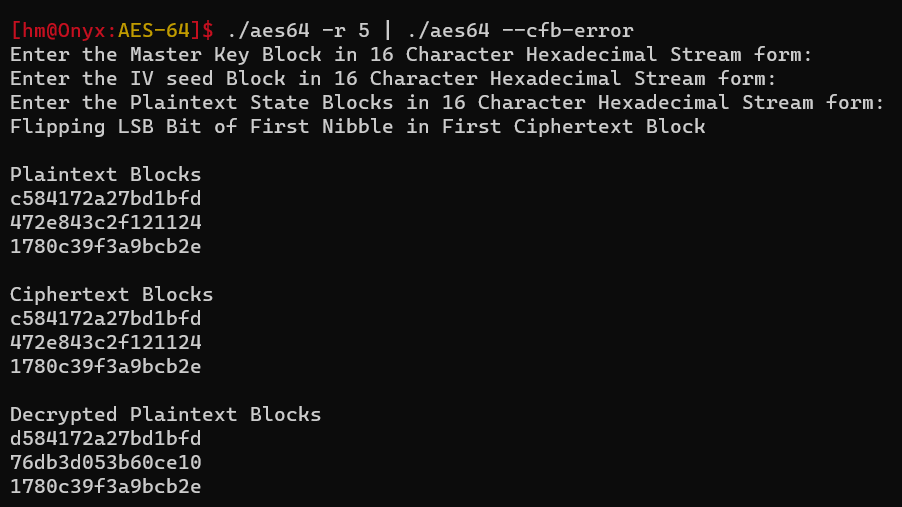 [hm@Onyx:AES-64]$ ./aes64 -r 5 | ./aes64 --cfb-error
Enter the Master Key Block in 16 Character Hexadecimal Stream form:
Enter the IV seed Block in 16 Character Hexadecimal Stream form:
Enter the Plaintext State Blocks in 16 Character Hexadecimal Stream form:
Flipping LSB Bit of First Nibble in First Ciphertext Block
Plaintext Blocks
c584172a27bd1bfd
472e843c2f121124
1780c39f3a9bcb2e
Ciphertext Blocks
c584172a27bd1bfd
472e843c2f121124
1780c39f3a9bcb2e
Decrypted Plaintext Blocks
d584172a27bd1bfd
76db3d053b60ce10
1780c39f3a9bcb2e